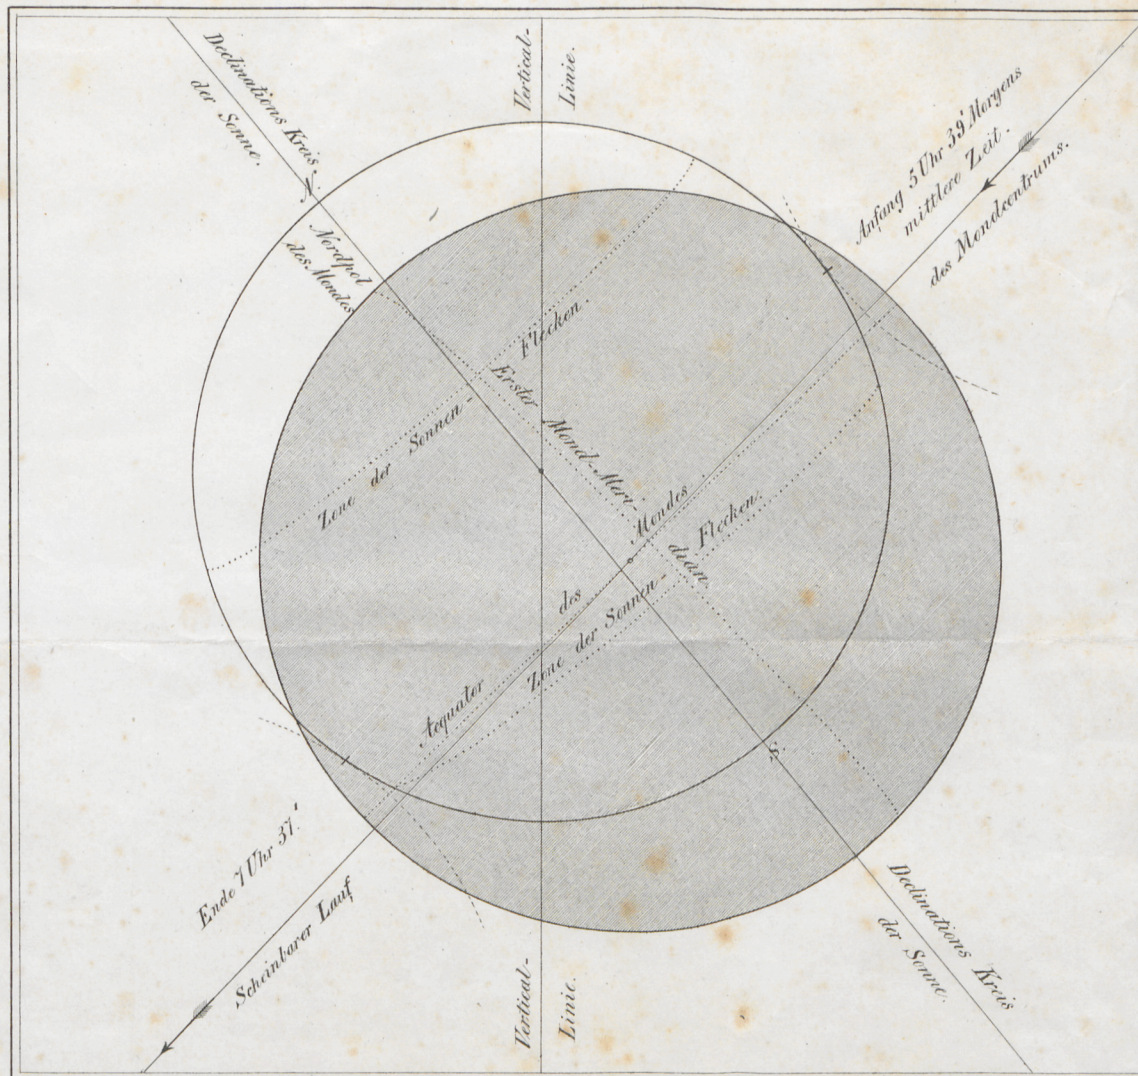 Declinations Kreis
der Sonne.
Vertical-
Linie.
Anfang 5 Uhr 39' Morgens
mittlere Zeit.
des Mondcentrums.
N.
Nordpol
des Mondes
Zone der Sonnen- Flecken.
Erster Mond-Meri-
dian
Aequator des Mondes
Zone der Sonnen- Flecken.
S.
Ende 7 Uhr 37.'
Scheinbarer Lauf
Vertical-
Linie.
Declinations Kreis
der Sonne.